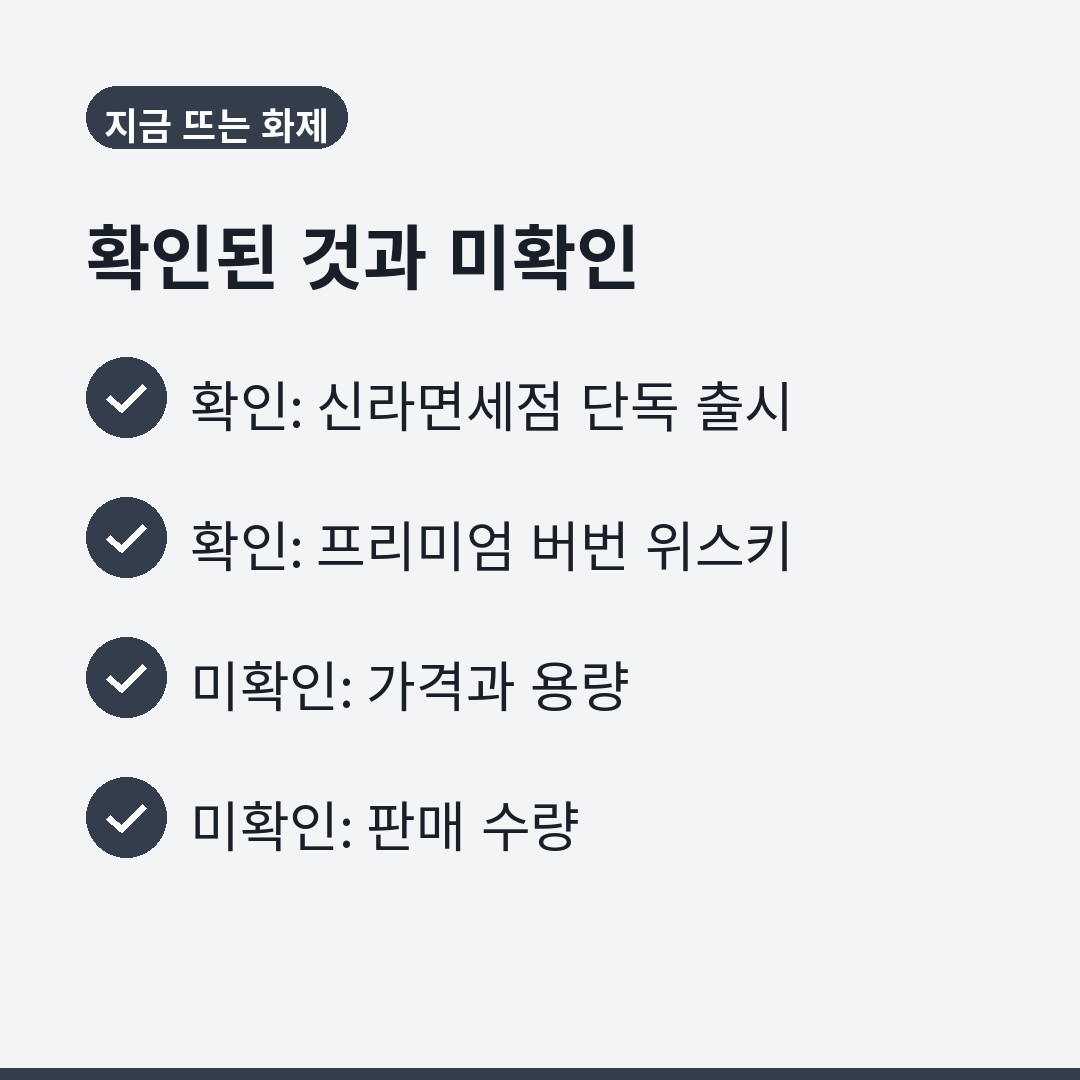 지금 뜨는 화제
확인된 것과 미확인
확인: 신라면세점 단독 출시
확인: 프리미엄 버번 위스키
미확인: 가격과 용량
미확인: 판매 수량